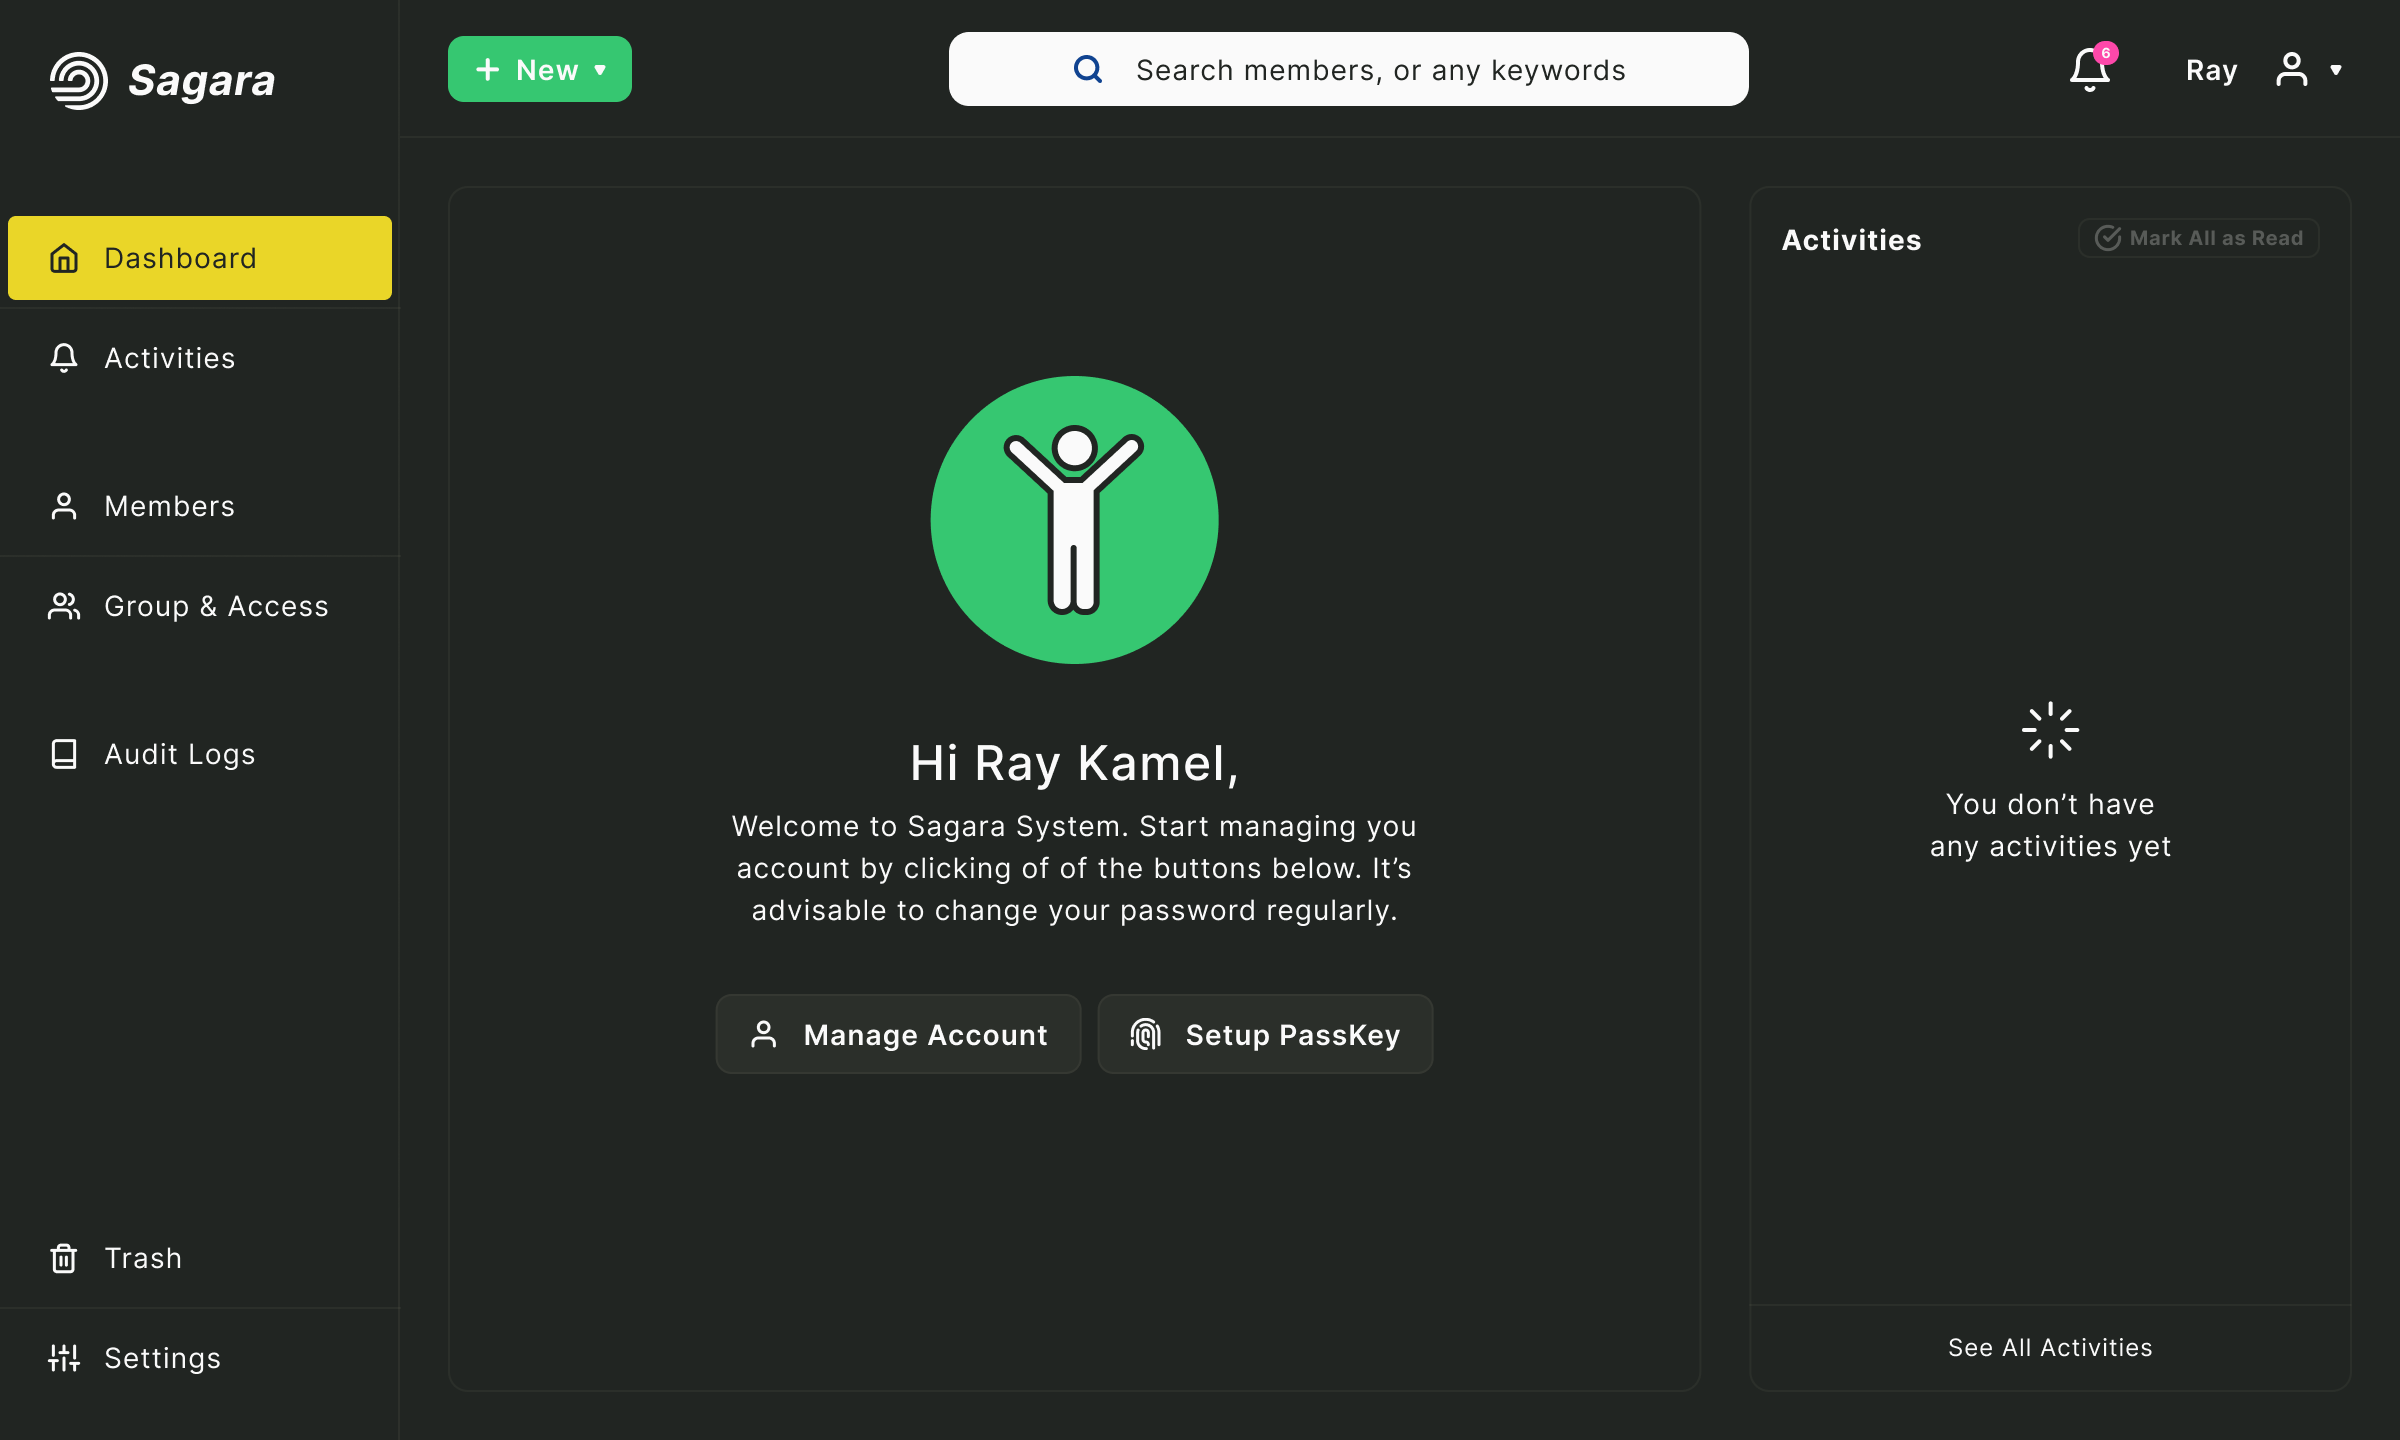 Sagara
New
Search members, or any keywords
6
Ray
Dashboard
Activities
Members
Group & Access
Audit Logs
Trash
Settings
Hi Ray Kamel,
Welcome to Sagara System. Start managing you
account by clicking of of the buttons below. It’s
advisable to change your password regularly.
Manage Account
Setup PassKey
Activities
Mark All as Read
You don’t have
any activities yet
See All Activities